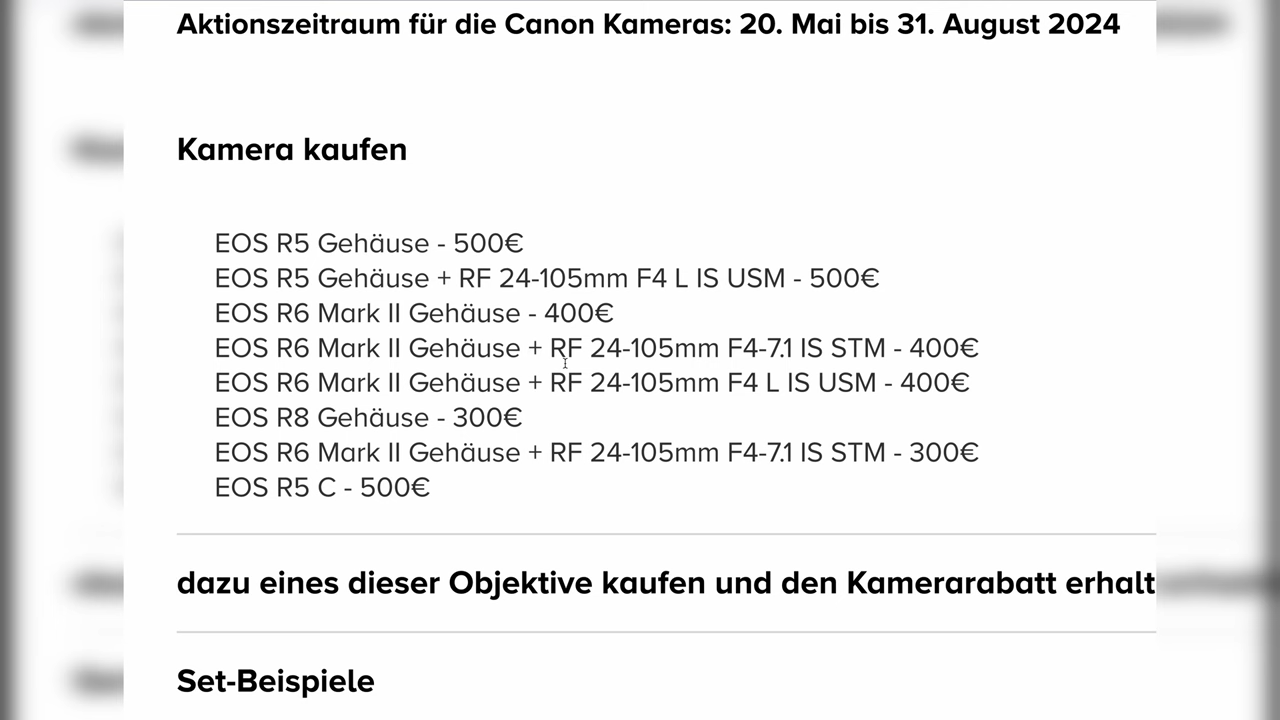 Aktionszeitraum für die Canon Kameras: 20. Mai bis 31. August 2024
Kamera kaufen
EOS R5 Gehäuse - 500€
EOS R5 Gehäuse + RF 24-105mm F4 L IS USM - 500€
EOS R6 Mark II Gehäuse - 400€
EOS R6 Mark II Gehäuse + RF 24-105mm F4-7.1 IS STM - 400€
EOS R6 Mark II Gehäuse + RF 24-105mm F4 L IS USM - 400€
EOS R8 Gehäuse - 300€
EOS R6 Mark II Gehäuse + RF 24-105mm F4-7.1 IS STM - 300€
EOS R5 C - 500€
dazu eines dieser Objektive kaufen und den Kamerarabatt erhalt
Set-Beispiele